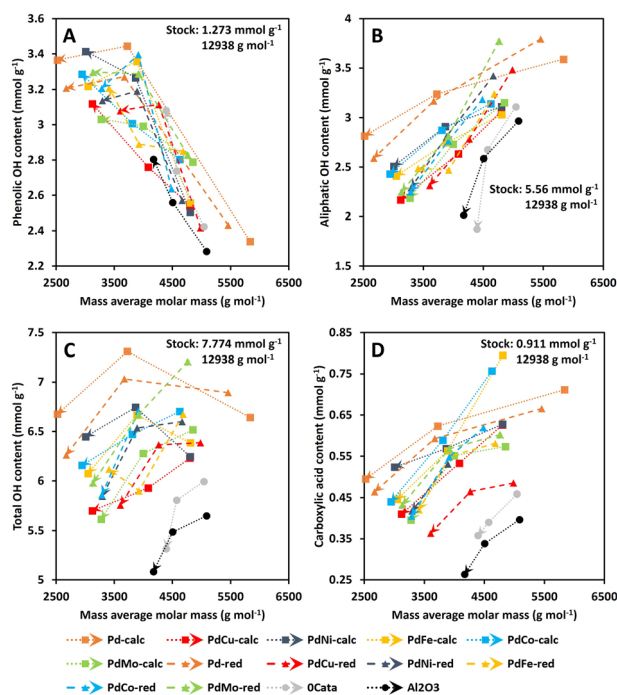 A
Stock: 1.273 mmol g⁻¹
12938 g mol⁻¹
Phenolic OH content (mmol g⁻¹)
3.6
3.4
3.2
3
2.8
2.6
2.4
2.2
2500 3500 4500 5500 6500
Mass average molar mass (g mol⁻¹)
B
Stock: 5.56 mmol g⁻¹
12938 g mol⁻¹
Aliphatic OH content (mmol g⁻¹)
4
3.5
3
2.5
2
1.5
2500 3500 4500 5500 6500
Mass average molar mass (g mol⁻¹)
C
Stock: 7.774 mmol g⁻¹
12938 g mol⁻¹
Total OH content (mmol g⁻¹)
7.5
7
6.5
6
5.5
5
2500 3500 4500 5500 6500
Mass average molar mass (g mol⁻¹)
D
Stock: 0.911 mmol g⁻¹
12938 g mol⁻¹
Carboxylic acid content (mmol g⁻¹)
0.85
0.75
0.65
0.55
0.45
0.35
0.25
2500 3500 4500 5500 6500
Mass average molar mass (g mol⁻¹)
Pd-calc PdCu-calc PdNi-calc PdFe-calc PdCo-calc
PdMo-calc Pd-red PdCu-red PdNi-red PdFe-red
PdCo-red PdMo-red 0Cata Al2O3